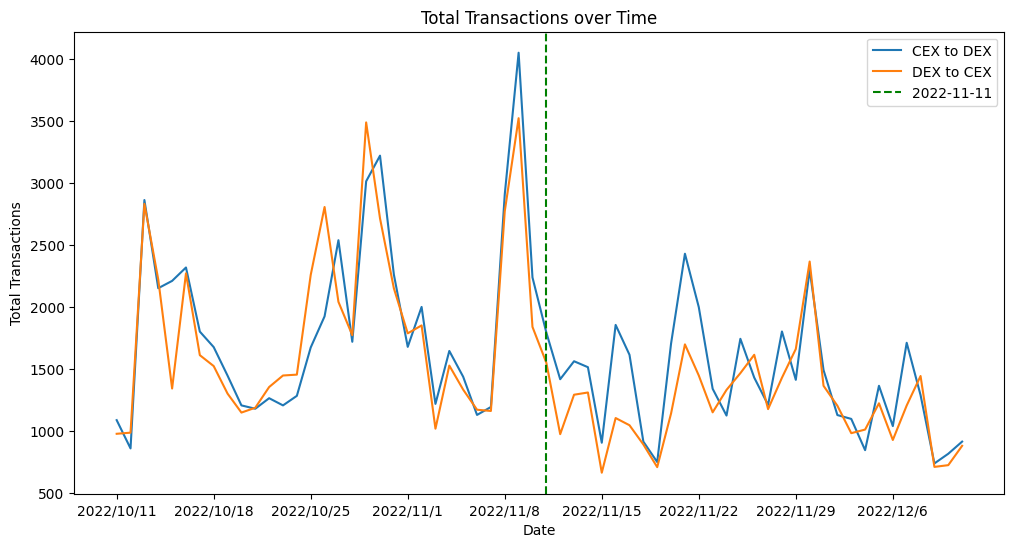 Total Transactions over Time
CEX to DEX
DEX to CEX
2022-11-11
Total Transactions
4000
3500
3000
2500
2000
1500
1000
500
2022/10/11 2022/10/18 2022/10/25 2022/11/1 2022/11/8 2022/11/15 2022/11/22 2022/11/29 2022/12/6
Date